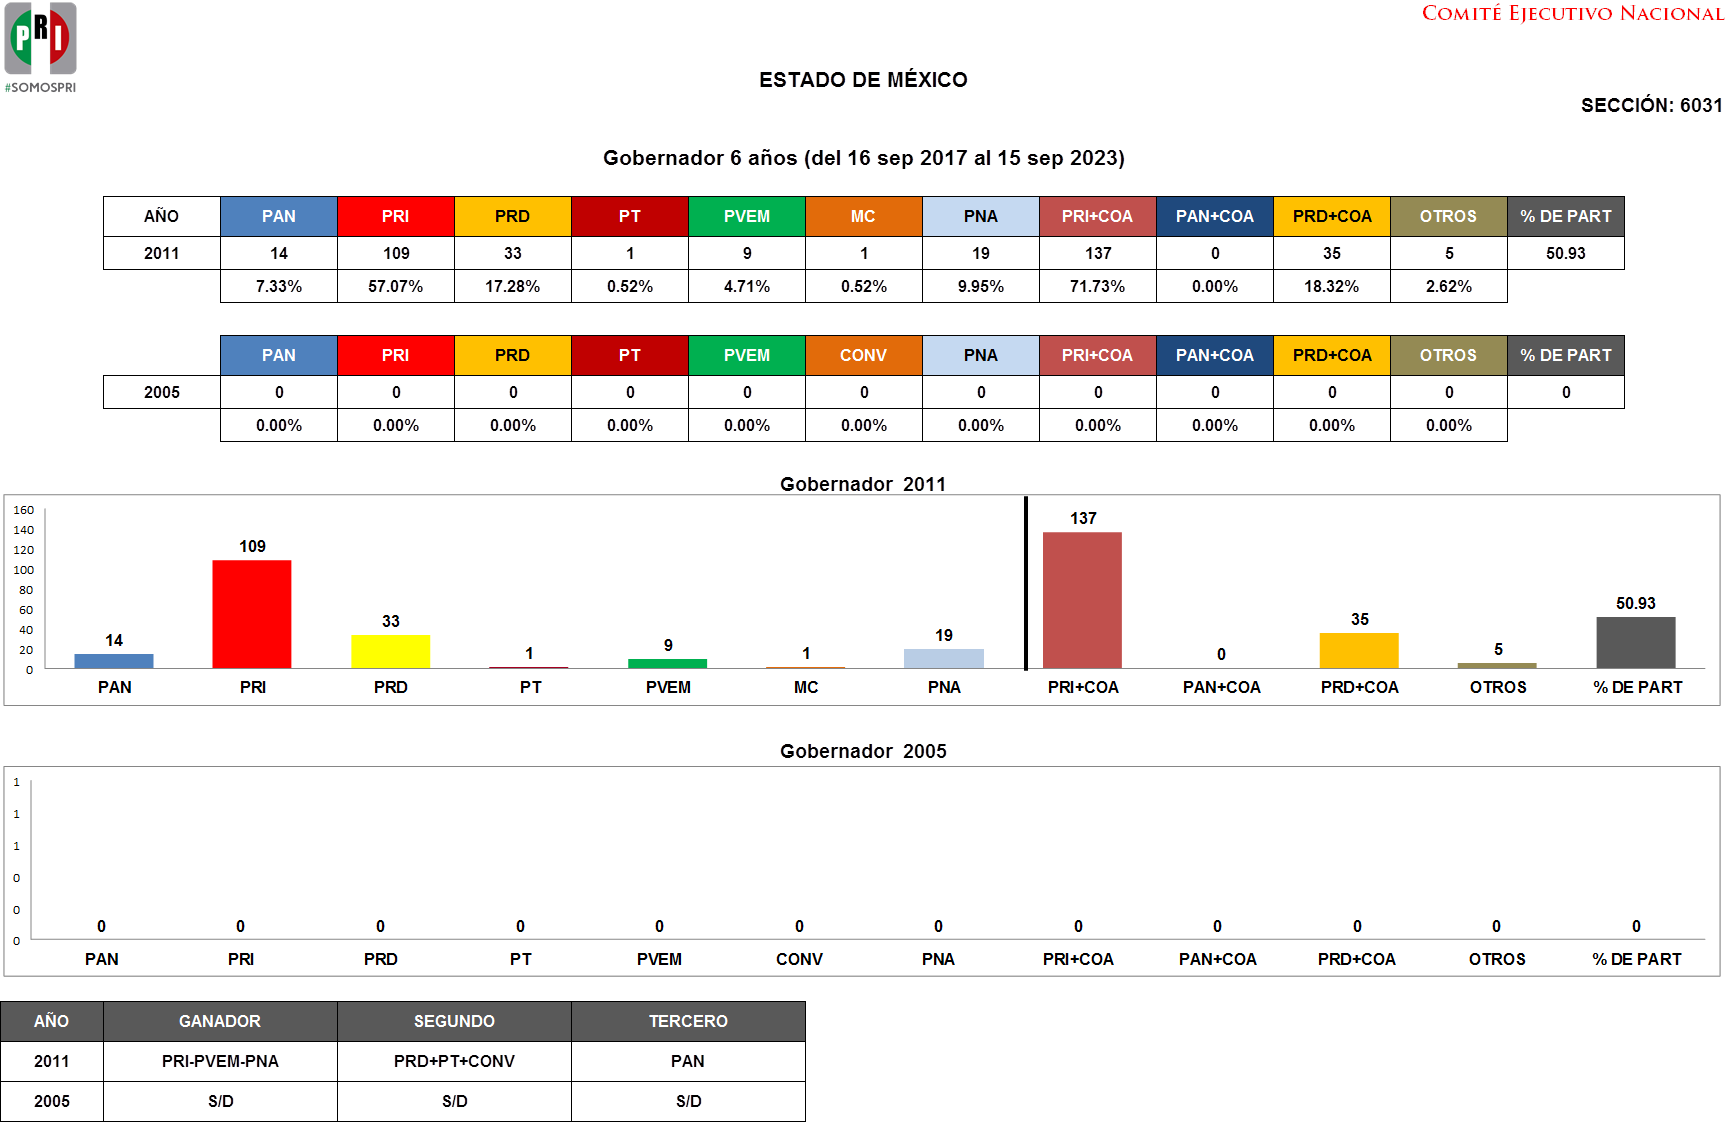 PRI
#SOMOSPRI
COMITÉ EJECUTIVO NACIONAL
ESTADO DE MÉXICO
SECCIÓN: 6031
Gobernador 6 años (del 16 sep 2017 al 15 sep 2023)
AÑO PAN PRI PRD PT PVEM MC PNA PRI+COA PAN+COA PRD+COA OTROS % DE PART
2011 14 109 33 1 9 1 19 137 0 35 5 50.93
7.33% 57.07% 17.28% 0.52% 4.71% 0.52% 9.95% 71.73% 0.00% 18.32% 2.62%
PAN PRI PRD PT PVEM CONV PNA PRI+COA PAN+COA PRD+COA OTROS % DE PART
2005 0 0 0 0 0 0 0 0 0 0 0 0
0.00% 0.00% 0.00% 0.00% 0.00% 0.00% 0.00% 0.00% 0.00% 0.00% 0.00%
Gobernador 2011
160
140
120
100
80
60
40
20
0
14 109 33 1 9 1 19 137 0 35 5 50.93
PAN PRI PRD PT PVEM MC PNA PRI+COA PAN+COA PRD+COA OTROS % DE PART
Gobernador 2005
1
1
1
0
0
0
0 0 0 0 0 0 0 0 0 0 0 0
PAN PRI PRD PT PVEM CONV PNA PRI+COA PAN+COA PRD+COA OTROS % DE PART
AÑO GANADOR SEGUNDO TERCERO
2011 PRI-PVEM-PNA PRD+PT+CONV PAN
2005 S/D S/D S/D